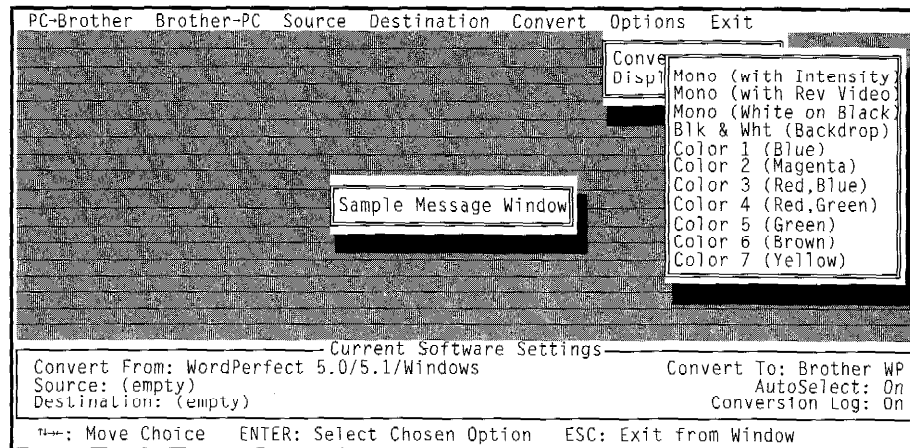 PC→Brother Brother→PC Source Destination Convert Options Exit
Conve
Displ
Mono (with Intensity)
Mono (with Rev Video)
Mono (White on Black)
Blk & Wht (Backdrop)
Color 1 (Blue)
Color 2 (Magenta)
Color 3 (Red,Blue)
Color 4 (Red,Green)
Color 5 (Green)
Color 6 (Brown)
Color 7 (Yellow)
Sample Message Window
Current Software Settings
Convert From: WordPerfect 5.0/5.1/Windows Convert To: Brother WP
Source: (empty) AutoSelect: On
Destination: (empty) Conversion Log: On
↑↓→←: Move Choice ENTER: Select Chosen Option ESC: Exit from Window